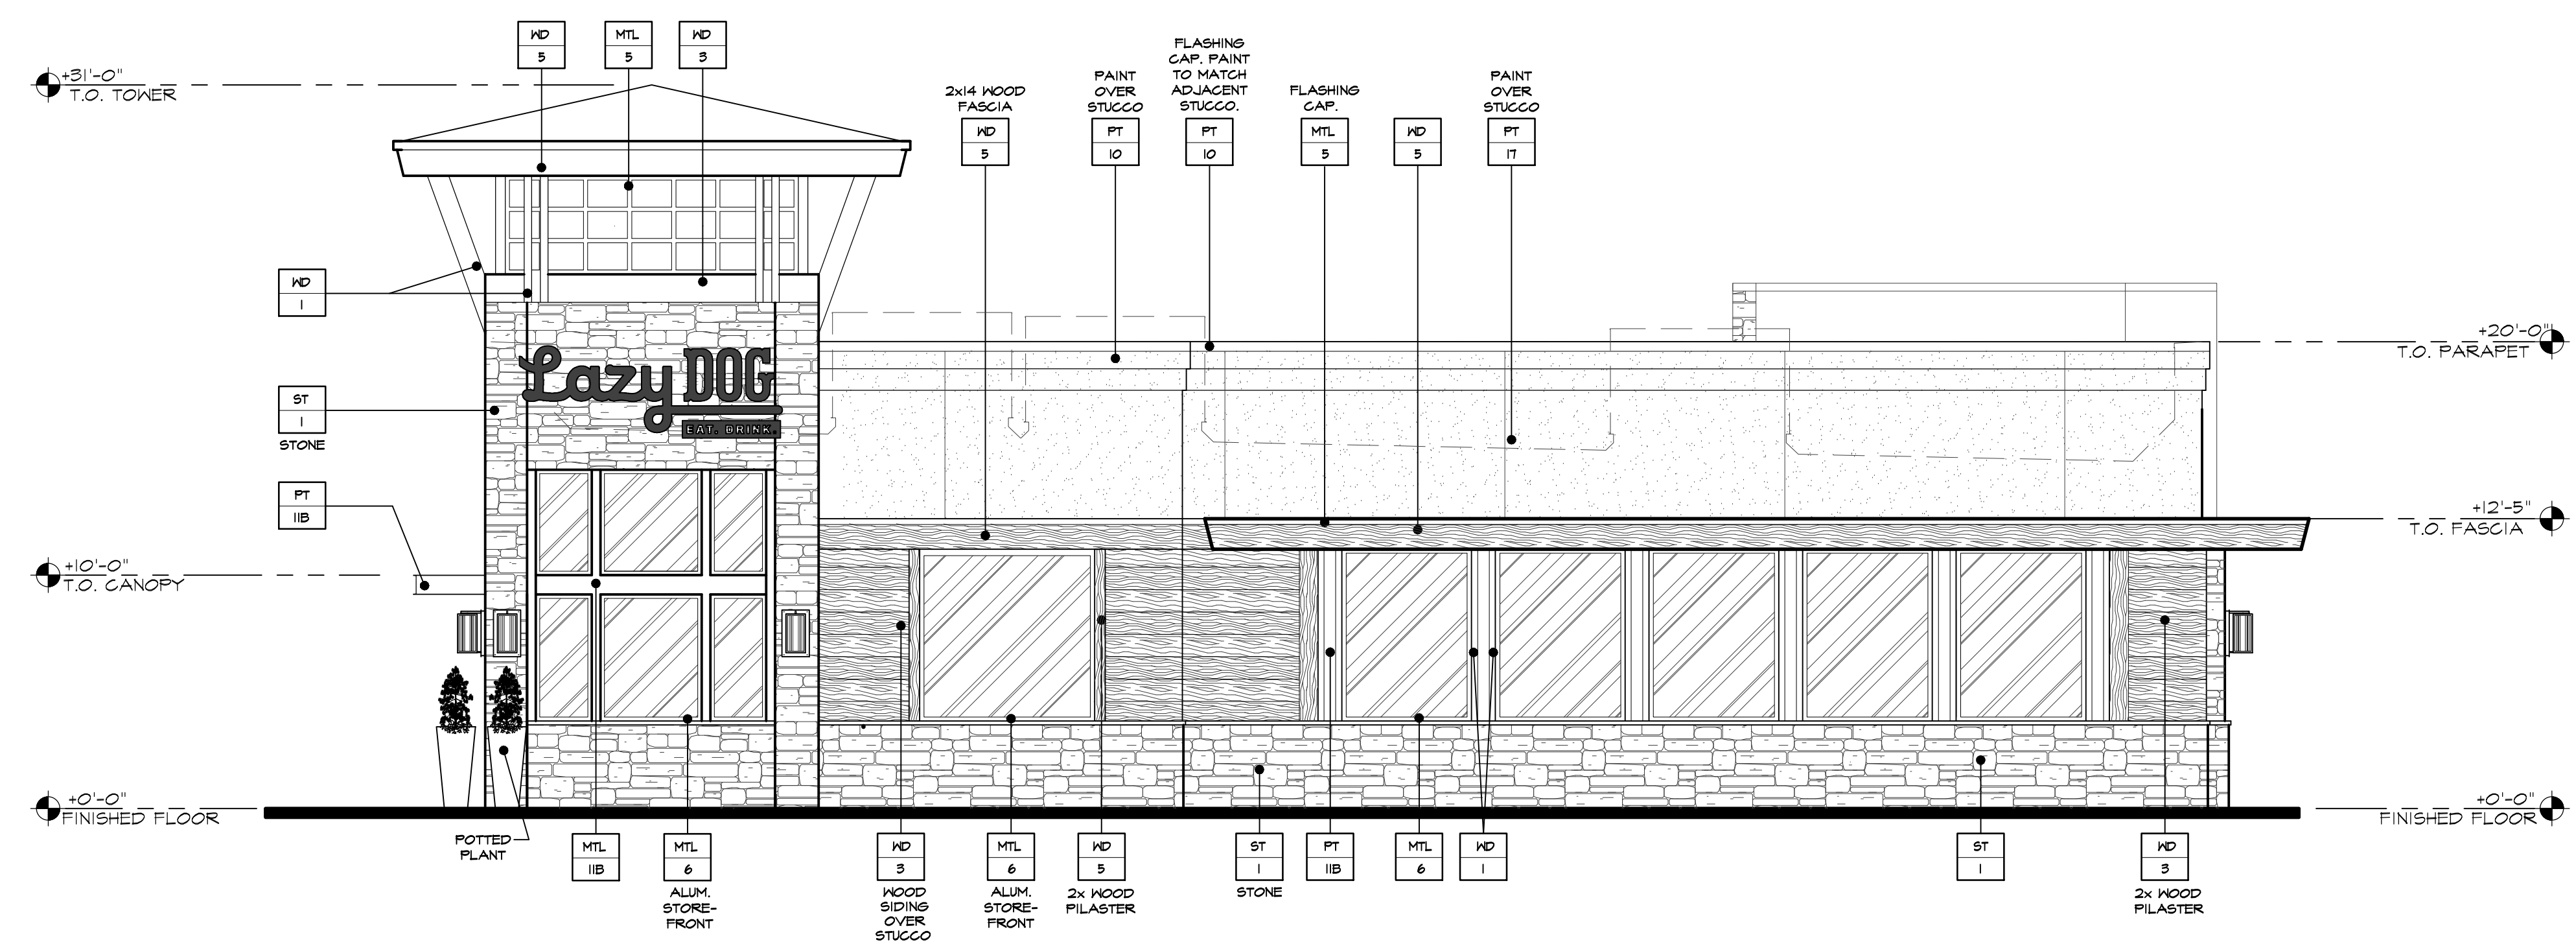 WD
5
MTL
5
WD
3
+31'-0"
T.O. TOWER
2x14 WOOD
FASCIA
WD
5
PAINT
OVER
STUCCO
PT
10
FLASHING
CAP. PAINT
TO MATCH
ADJACENT
STUCCO.
PT
10
FLASHING
CAP.
MTL
5
WD
5
PAINT
OVER
STUCCO
PT
17
WD
1
+20'-0"
T.O. PARAPET
ST
1
STONE
Lazy DOG
EAT. DRINK.
PT
11B
+12'-5"
T.O. FASCIA
+10'-0"
T.O. CANOPY
+0'-0"
FINISHED FLOOR
+0'-0"
FINISHED FLOOR
POTTED
PLANT
MTL
11B
MTL
6
ALUM.
STORE-
FRONT
WD
3
WOOD
SIDING
OVER
STUCCO
MTL
6
ALUM.
STORE-
FRONT
WD
5
2x WOOD
PILASTER
ST
1
STONE
PT
11B
MTL
6
WD
1
ST
1
WD
3
2x WOOD
PILASTER